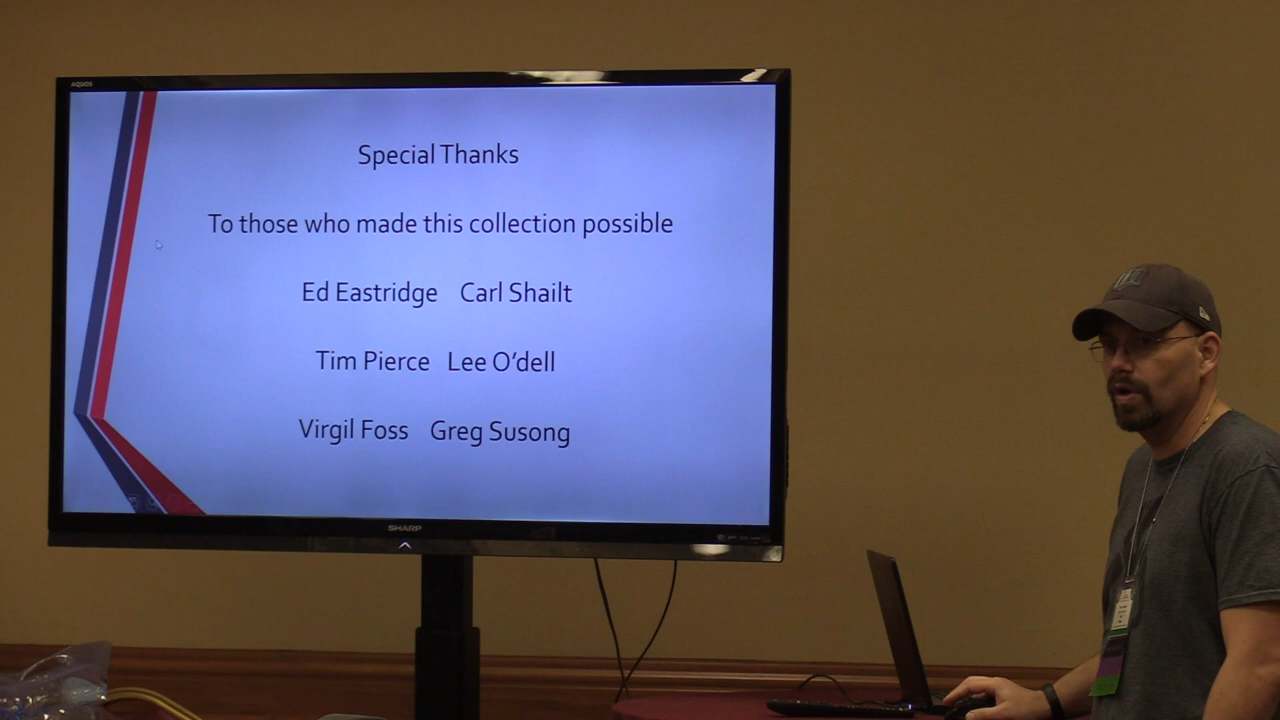 AQUOS
Special Thanks
To those who made this collection possible
Ed Eastridge Carl Shailt
Tim Pierce Lee O’dell
Virgil Foss Greg Susong
SHARP